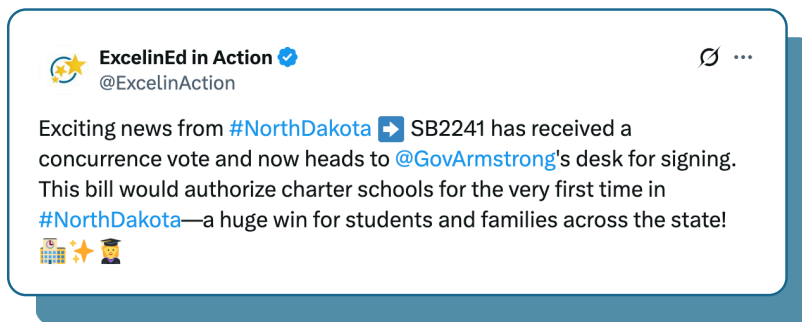 ExcelinEd in Action
@ExcelinAction
Exciting news from #NorthDakota ➡️ SB2241 has received a
concurrence vote and now heads to @GovArmstrong's desk for signing.
This bill would authorize charter schools for the very first time in
#NorthDakota—a huge win for students and families across the state!
🏫✨👩‍🎓